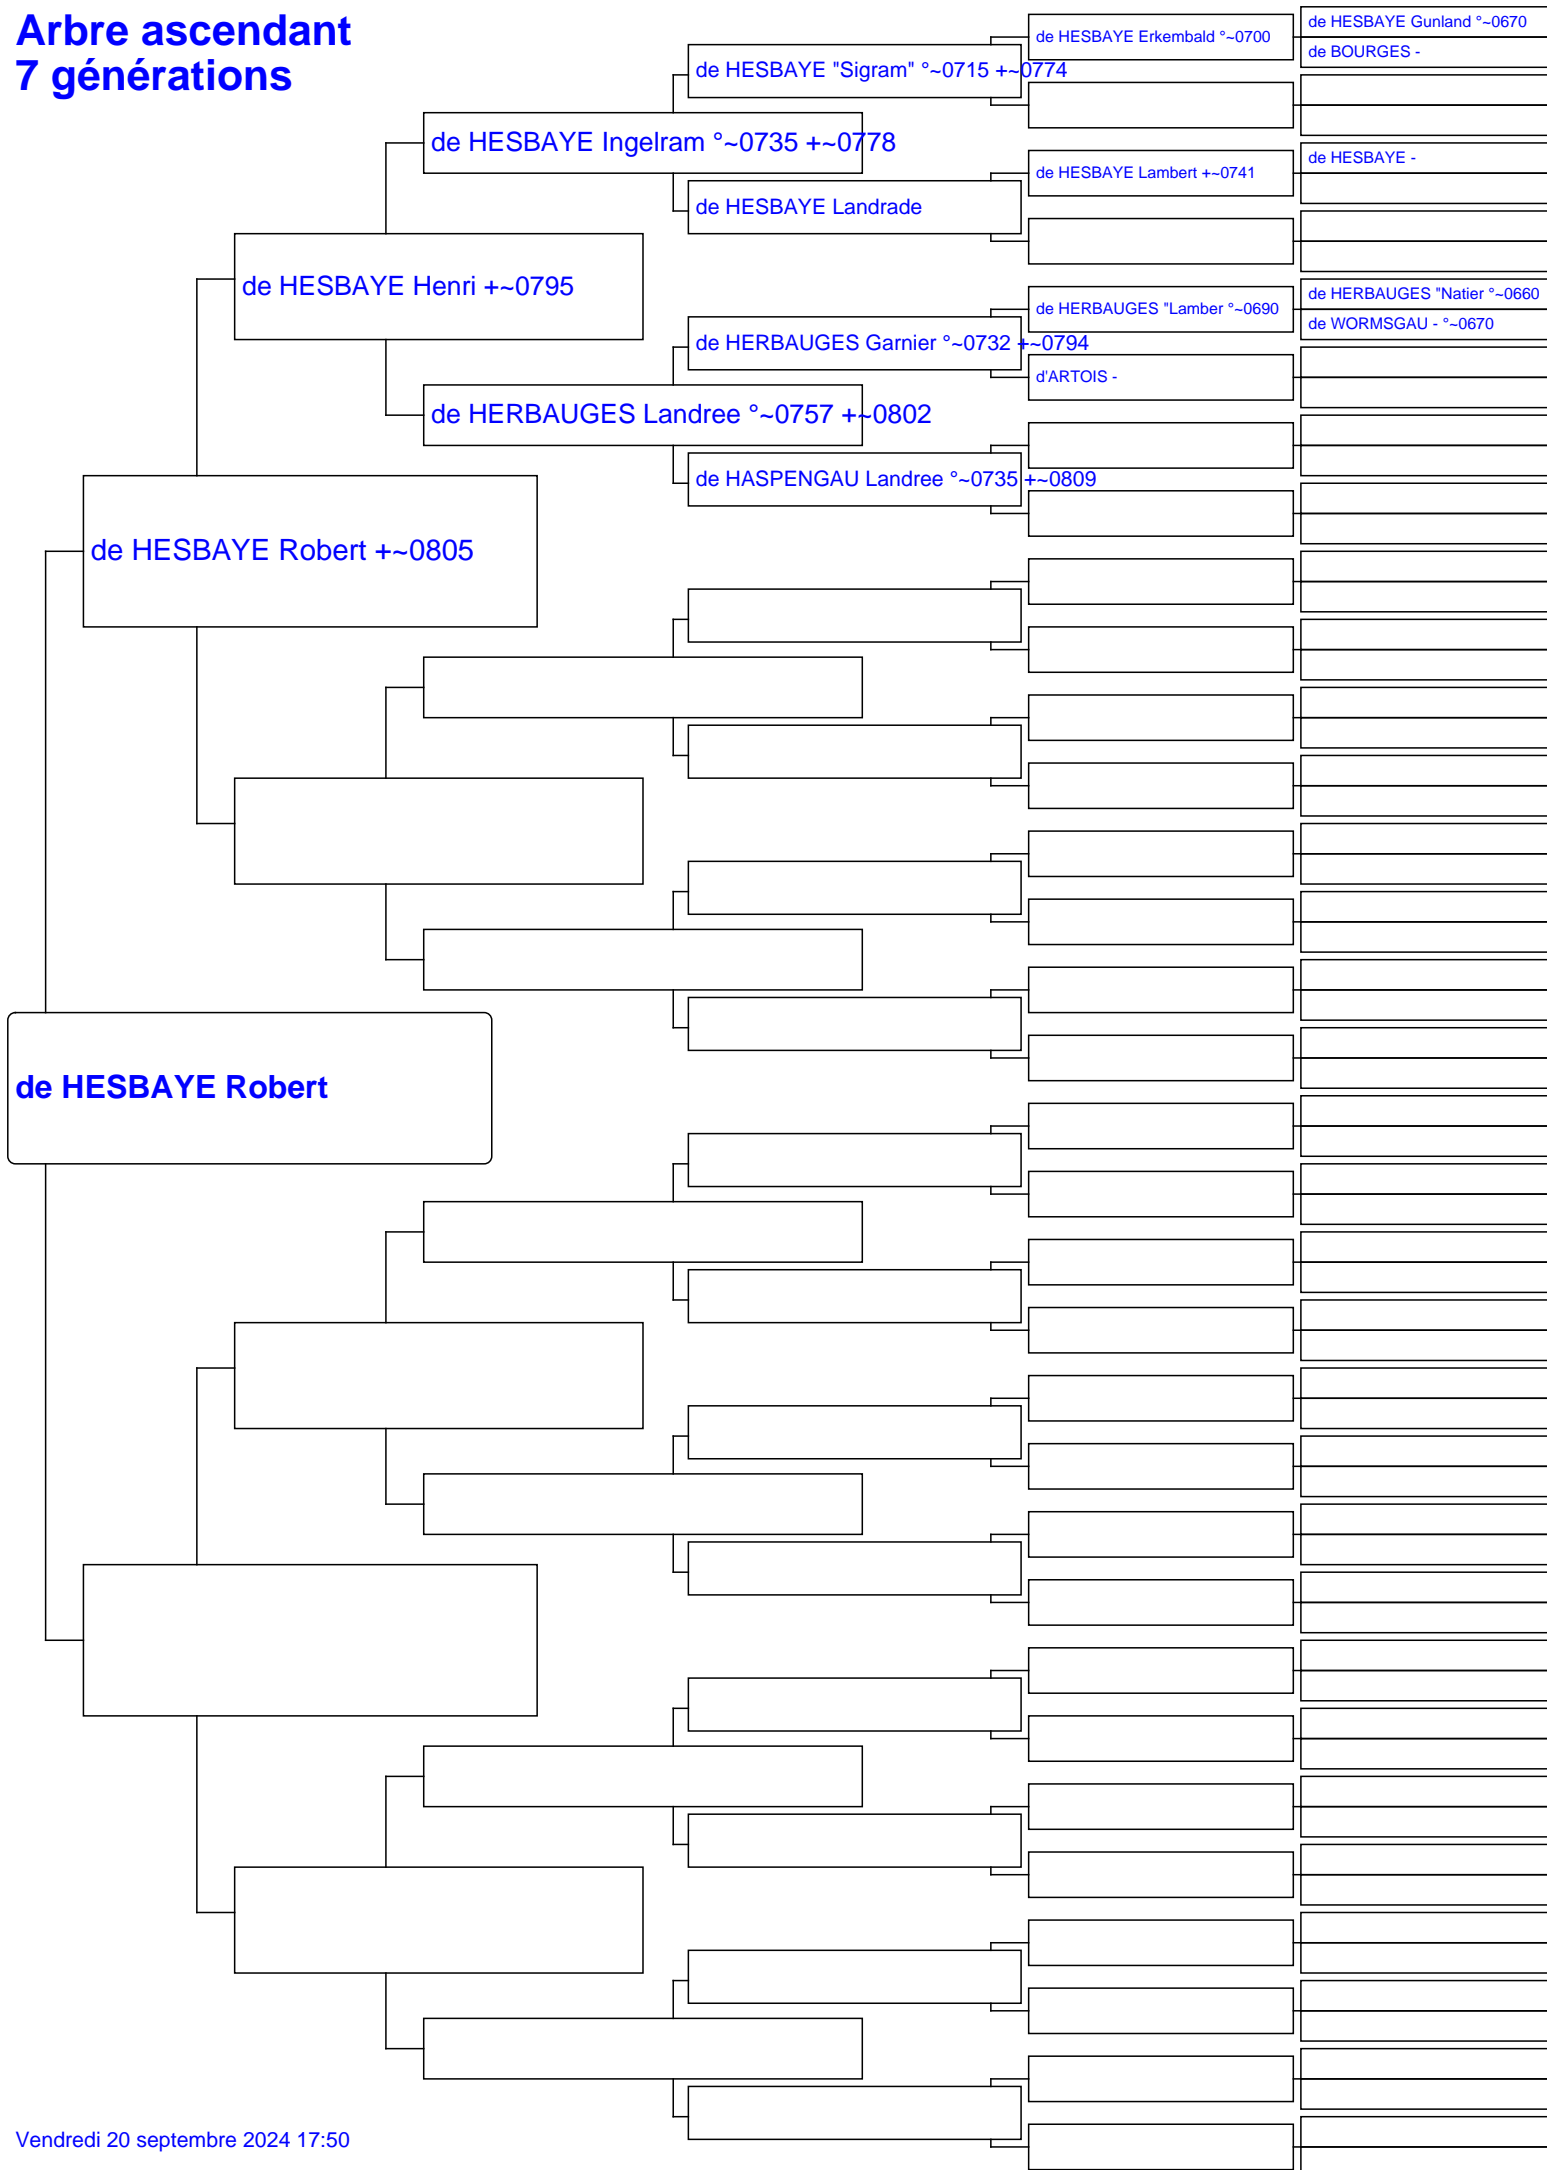 Arbre ascendant
7 générations
de HESBAYE Gunland °~0670
de HESBAYE Erkembald °~0700
de BOURGES -
de HESBAYE "Sigram" °~0715 +~0774
de HESBAYE Ingelram °~0735 +~0778
de HESBAYE -
de HESBAYE Lambert +~0741
de HESBAYE Landrade
de HESBAYE Henri +~0795
de HERBAUGES "Natier °~0660
de HERBAUGES "Lamber °~0690
de WORMSGAU - °~0670
de HERBAUGES Garnier °~0732 +~0794
d'ARTOIS -
de HERBAUGES Landree °~0757 +~0802
de HASPENGAU Landree °~0735 +~0809
de HESBAYE Robert +~0805
de HESBAYE Robert
Vendredi 20 septembre 2024 17:50